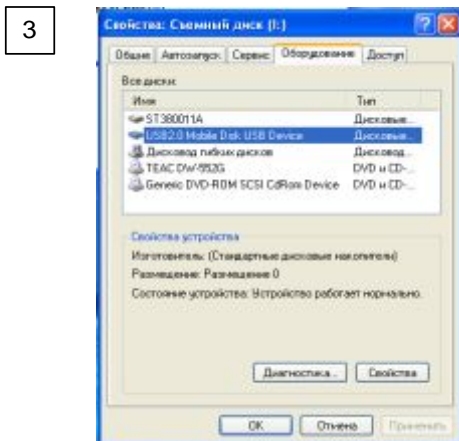 3
Свойства: Съемный диск (I:)
Общие Автозапуск Сервис Оборудование Доступ
Все диски:
Имя Тип
ST380011A Дисковые...
USB2.0 Mobile Disk USB Device Дисковые...
Дисковод гибких дисков Дисковод...
TEAC DW-552G DVD и CD-...
Generic DVD-ROM SCSI CdRom Device DVD и CD-...
Свойства устройства
Изготовитель: (Стандартные дисковые накопители)
Размещение: Размещение 0
Состояние устройства: Устройство работает нормально.
Диагностика... Свойства
ОК Отмена Применить